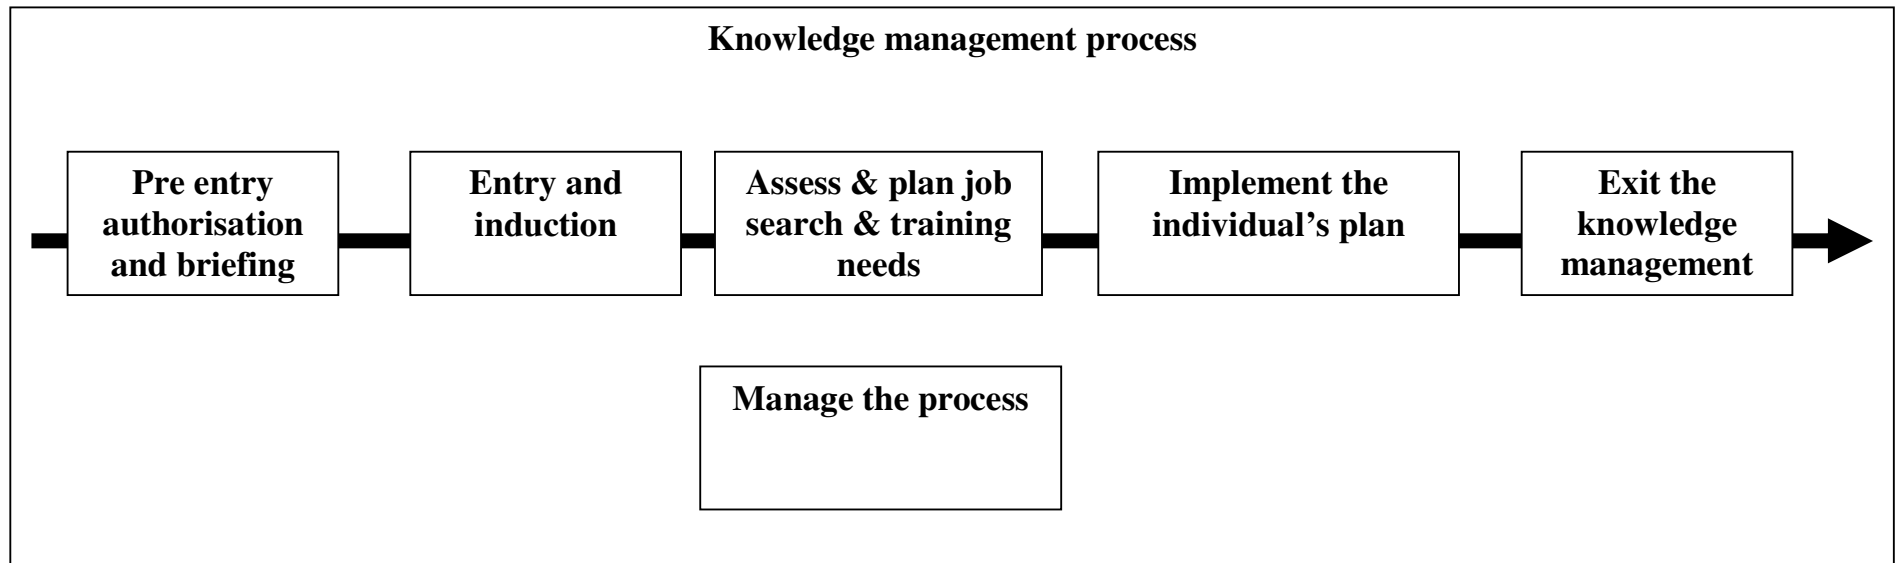 Knowledge management process
Pre entry
authorisation
and briefing
Entry and
induction
Assess & plan job
search & training
needs
Implement the
individual’s plan
Exit the
knowledge
management
Manage the process